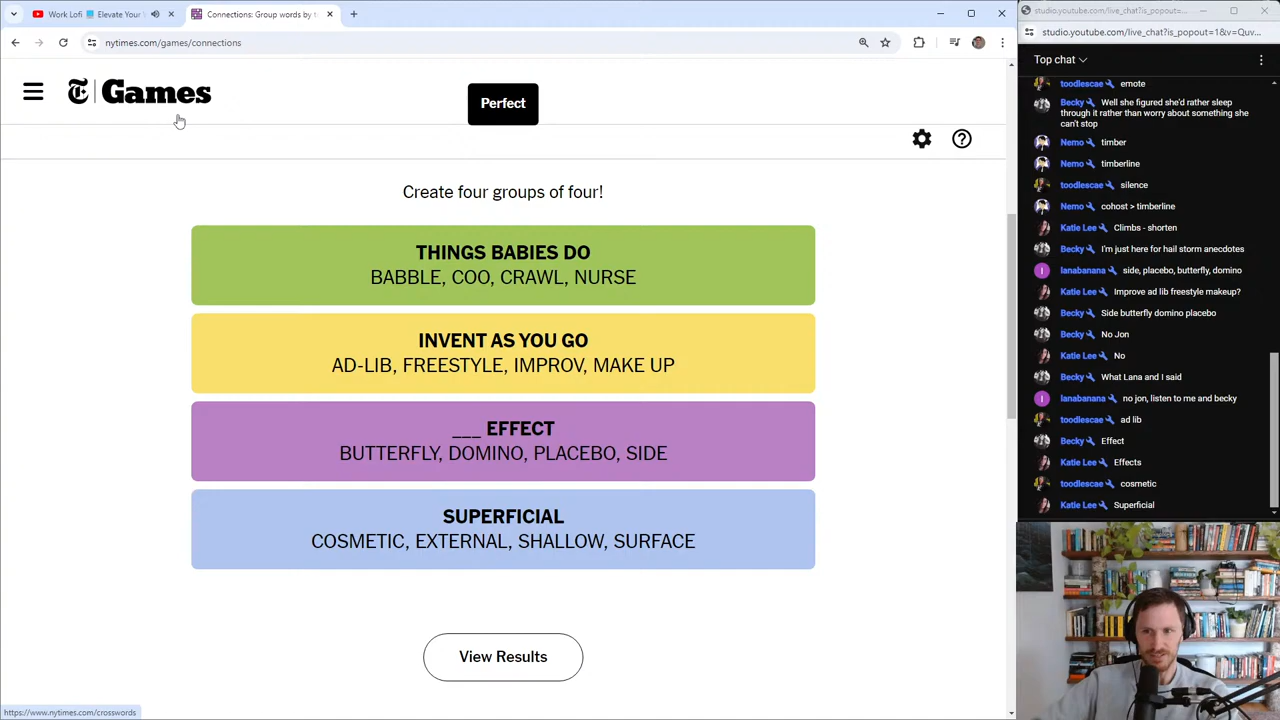 Work Lofi
Elevate Your
Connections: Group words by t
studio.youtube.com/live_chat?is_popout=...
nytimes.com/games/connections
studio.youtube.com/live_chat?is_popout=1&v=Quv...
Games
Perfect
Create four groups of four!
THINGS BABIES DO
BABBLE, COO, CRAWL, NURSE
INVENT AS YOU GO
AD-LIB, FREESTYLE, IMPROV, MAKE UP
___ EFFECT
BUTTERFLY, DOMINO, PLACEBO, SIDE
SUPERFICIAL
COSMETIC, EXTERNAL, SHALLOW, SURFACE
View Results
https://www.nytimes.com/crosswords
Top chat
toodlescae emote
Becky Well she figured she'd rather sleep
through it rather than worry about something she
can't stop
Nemo timber
Nemo timberline
toodlescae silence
Nemo cohost > timberline
Katie Lee Climbs - shorten
Becky I'm just here for hail storm anecdotes
lanabanana side, placebo, butterfly, domino
Katie Lee Improve ad lib freestyle makeup?
Becky Side butterfly domino placebo
Becky No Jon
Katie Lee No
Becky What Lana and I said
lanabanana no jon, listen to me and becky
toodlescae ad lib
Becky Effect
Katie Lee Effects
toodlescae cosmetic
Katie Lee Superficial